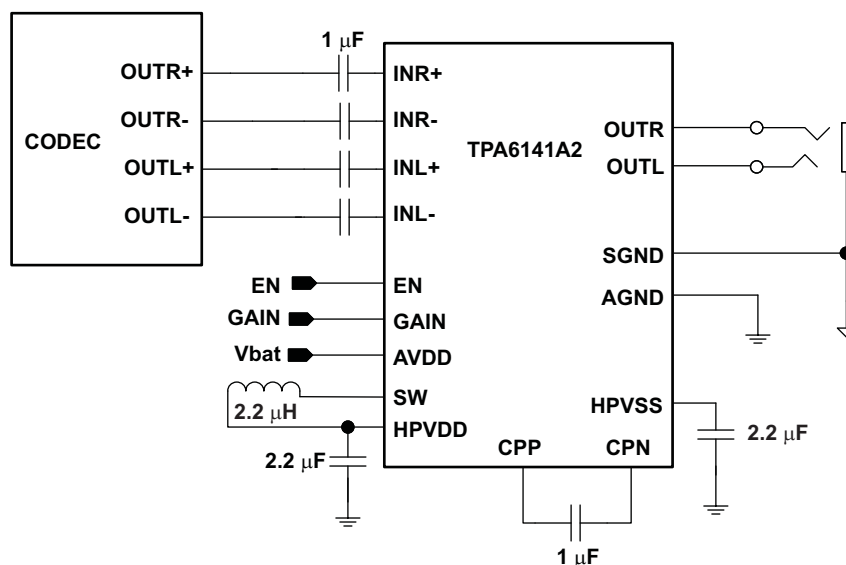 1 μF
OUTR+
INR+
OUTR-
INR-
CODEC
TPA6141A2
OUTR
OUTL+
INL+
OUTL
OUTL-
INL-
SGND
EN
EN
AGND
GAIN
GAIN
Vbat
AVDD
SW
HPVSS
2.2 μH
HPVDD
2.2 μF
2.2 μF
CPP
CPN
1 μF